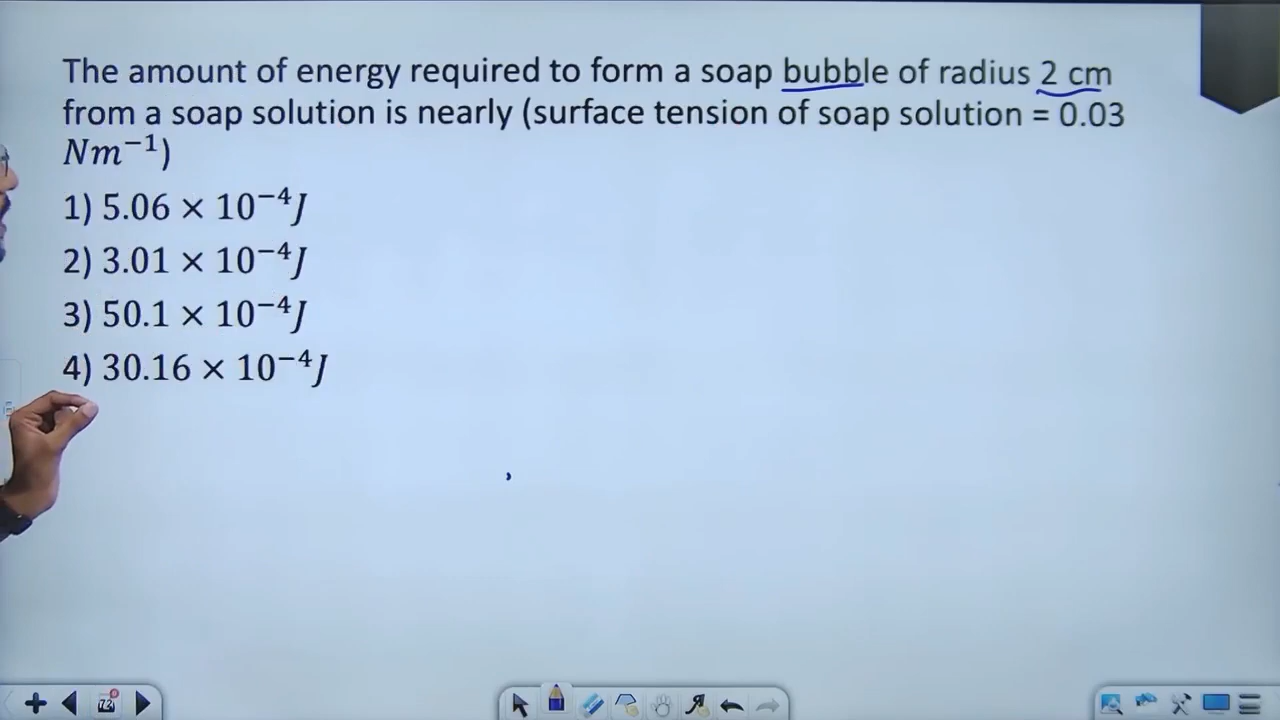 The amount of energy required to form a soap bubble of radius 2 cm
from a soap solution is nearly (surface tension of soap solution = 0.03
Nm⁻¹)
1) 5.06 × 10⁻⁴J
2) 3.01 × 10⁻⁴J
3) 50.1 × 10⁻⁴J
4) 30.16 × 10⁻⁴J